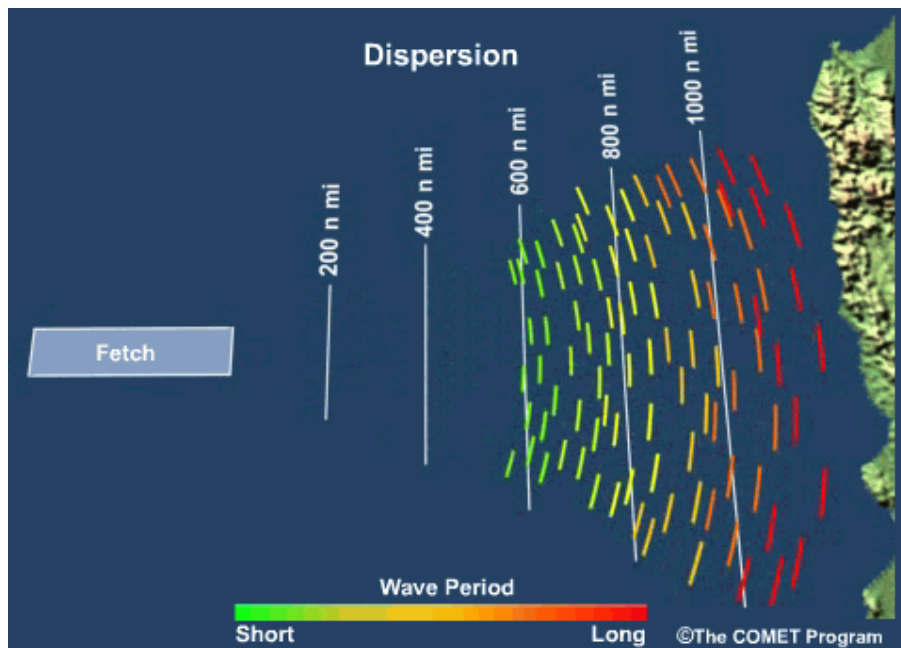 Dispersion
200 n mi
400 n mi
600 n mi
800 n mi
1000 n mi
Fetch
Wave Period
Short
Long
©The COMET Program